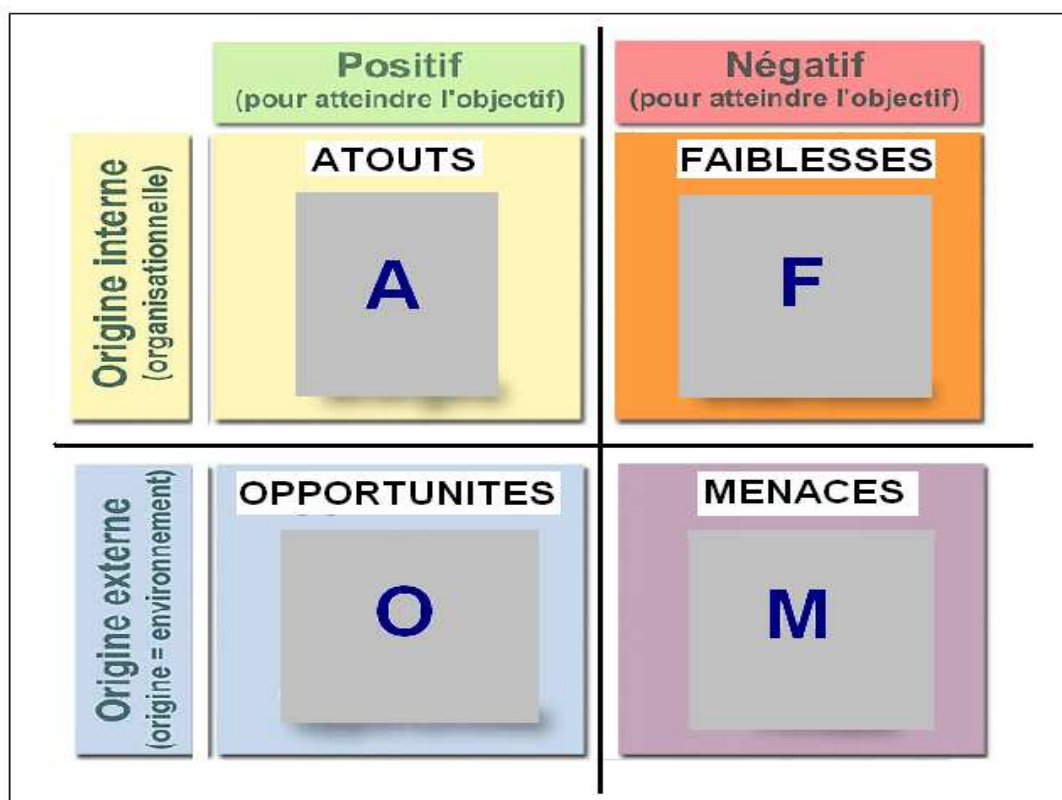 Positif
(pour atteindre l'objectif)
Négatif
(pour atteindre l'objectif)
Origine interne
(organisationnelle)
ATOUTS
A
FAIBLESSES
F
Origine externe
(origine = environnement)
OPPORTUNITES
O
MENACES
M